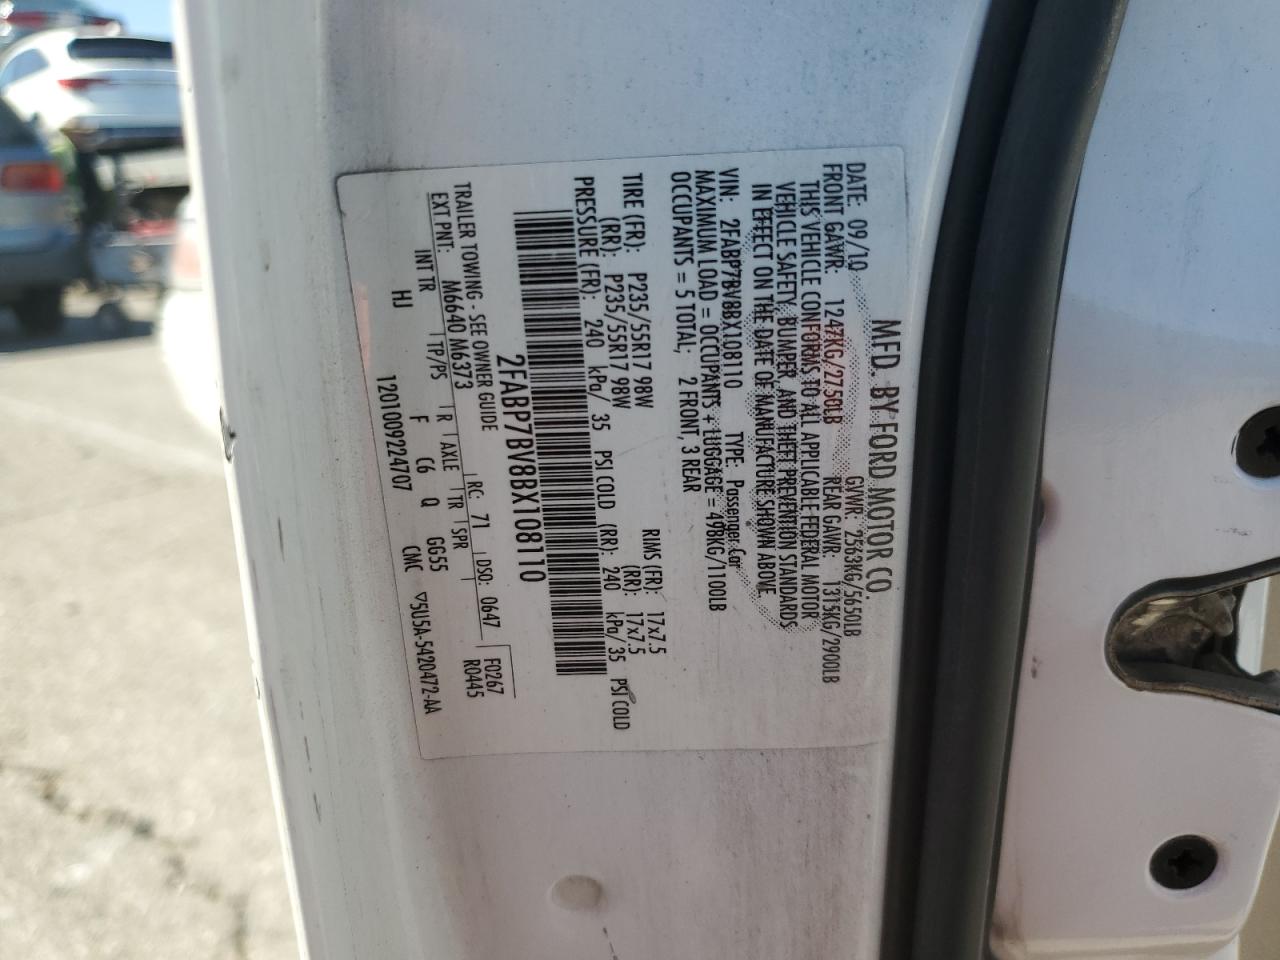 MFD. BY FORD MOTOR CO.
DATE: 09/10 GVWR: 2563KG/5650LB
FRONT GAWR: 1247KG/2750LB REAR GAWR: 1315KG/2900LB
THIS VEHICLE CONFORMS TO ALL APPLICABLE FEDERAL MOTOR
VEHICLE SAFETY, BUMPER, AND THEFT PREVENTION STANDARDS
IN EFFECT ON THE DATE OF MANUFACTURE SHOWN ABOVE.
VIN: 2FABP7BV8BX108110 TYPE: Passenger Car
MAXIMUM LOAD = OCCUPANTS + LUGGAGE = 498KG/1100LB
OCCUPANTS = 5 TOTAL; 2 FRONT, 3 REAR
TIRE (FR): P235/55R17 98W RIMS (FR): 17x7.5
(RR): P235/55R17 98W (RR): 17x7.5
PRESSURE (FR): 240 kPa/ 35 PSI COLD (RR): 240 kPa/ 35 PSI COLD
2FABP7BV8BX108110
TRAILER TOWING - SEE OWNER GUIDE F0267
EXT PNT: M6640 M6373 RC: 71 DSO: 0647 R0445
INT TR TP/PS R AXLE TR SPR
HJ F C6 Q GG55
1201009224707 CMC ▽5U5A-5420472-AA